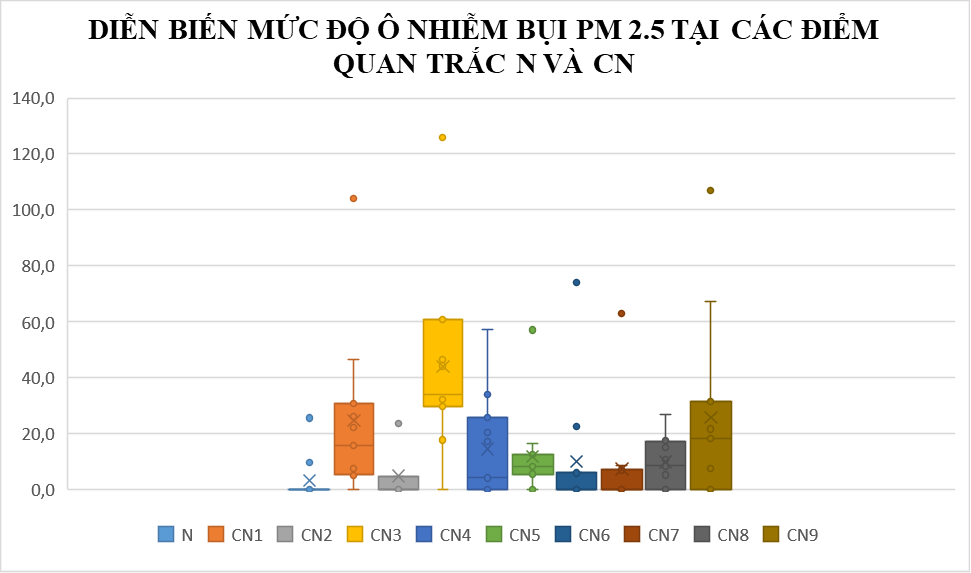 DIỄN BIẾN MỨC ĐỘ Ô NHIỄM BỤI PM 2.5 TẠI CÁC ĐIỂM
QUAN TRẮC N VÀ CN
140,0
120,0
100,0
80,0
60,0
40,0
20,0
0,0
N CN1 CN2 CN3 CN4 CN5 CN6 CN7 CN8 CN9